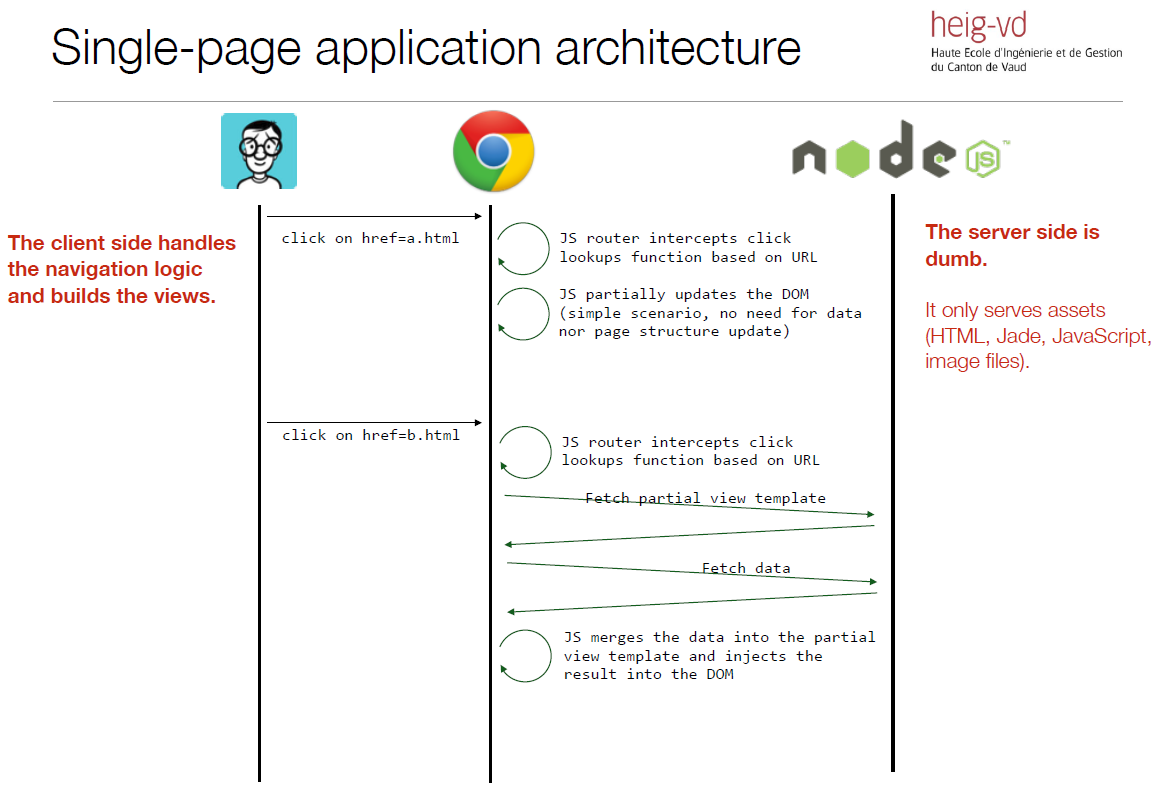 Single-page application architecture
heig-vd
Haute Ecole d'Ingénierie et de Gestion
du Canton de Vaud
node
JS
TM
The client side handles
the navigation logic
and builds the views.
click on href=a.html
JS router intercepts click
lookups function based on URL
JS partially updates the DOM
(simple scenario, no need for data
nor page structure update)
The server side is
dumb.
It only serves assets
(HTML, Jade, JavaScript,
image files).
click on href=b.html
JS router intercepts click
lookups function based on URL
Fetch partial view template
Fetch data
JS merges the data into the partial
view template and injects the
result into the DOM